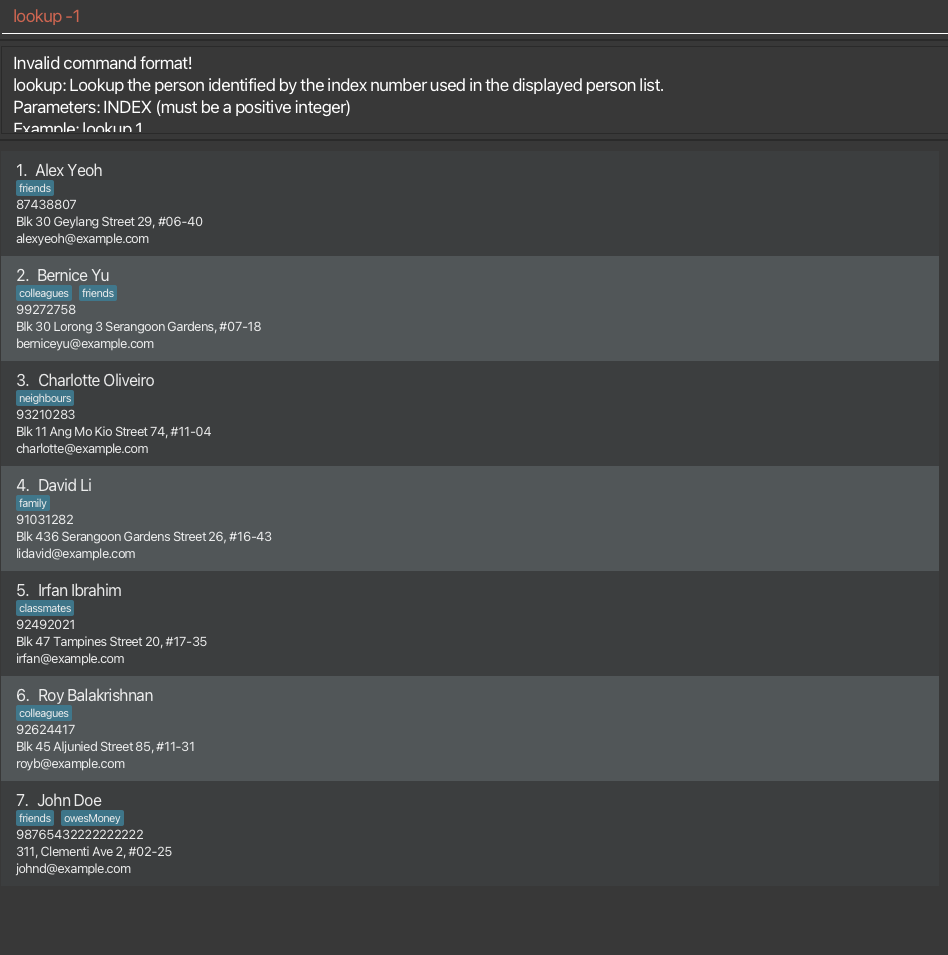 lookup -1
Invalid command format!
lookup: Lookup the person identified by the index number used in the displayed person list.
Parameters: INDEX (must be a positive integer)
Example: lookup 1
1. Alex Yeoh
friends
87438807
Blk 30 Geylang Street 29, #06-40
alexyeoh@example.com
2. Bernice Yu
colleagues friends
99272758
Blk 30 Lorong 3 Serangoon Gardens, #07-18
berniceyu@example.com
3. Charlotte Oliveiro
neighbours
93210283
Blk 11 Ang Mo Kio Street 74, #11-04
charlotte@example.com
4. David Li
family
91031282
Blk 436 Serangoon Gardens Street 26, #16-43
lidavid@example.com
5. Irfan Ibrahim
classmates
92492021
Blk 47 Tampines Street 20, #17-35
irfan@example.com
6. Roy Balakrishnan
colleagues
92624417
Blk 45 Aljunied Street 85, #11-31
royb@example.com
7. John Doe
friends owesMoney
98765432222222222
311, Clementi Ave 2, #02-25
johnd@example.com